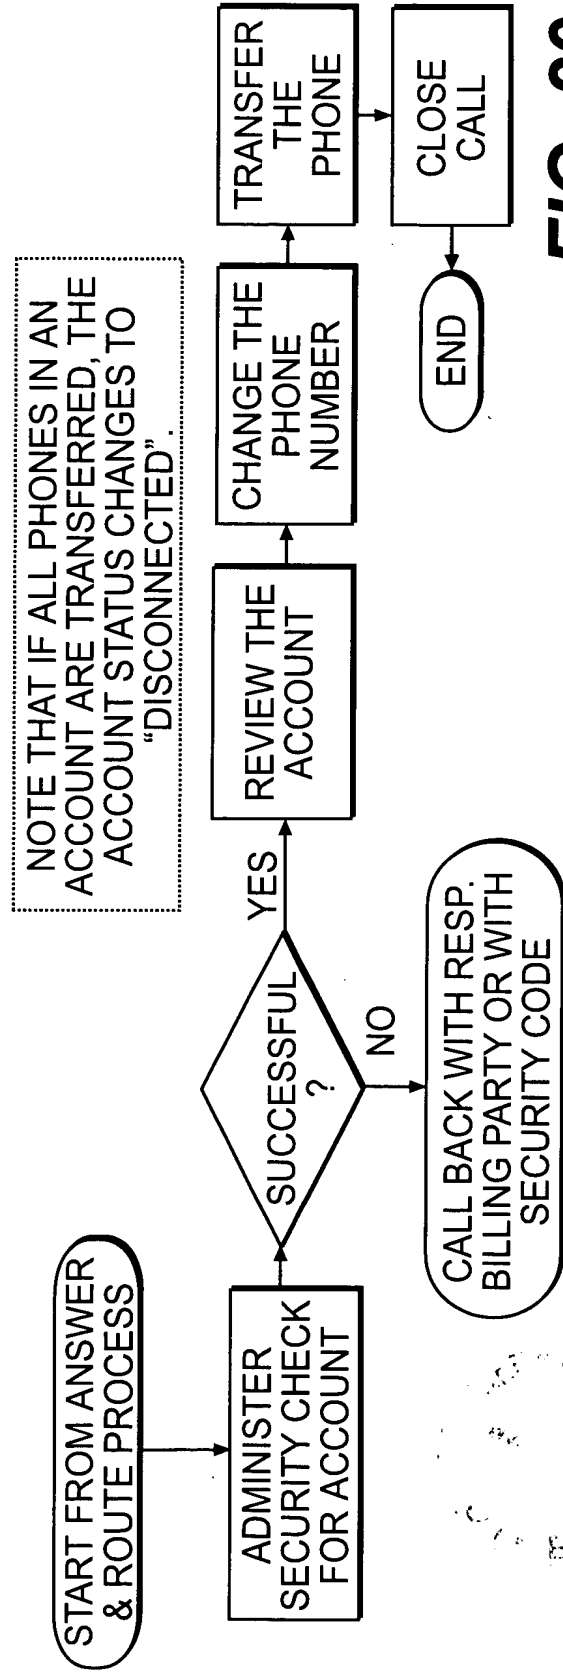 NOTE THAT IF ALL PHONES IN AN
ACCOUNT ARE TRANSFERRED, THE
ACCOUNT STATUS CHANGES TO
"DISCONNECTED".
START FROM ANSWER
& ROUTE PROCESS
ADMINISTER
SECURITY CHECK
FOR ACCOUNT
SUCCESSFUL
?
YES
NO
REVIEW THE
ACCOUNT
CHANGE THE
PHONE
NUMBER
TRANSFER
THE
PHONE
CALL BACK WITH RESP.
BILLING PARTY OR WITH
SECURITY CODE
CLOSE
CALL
END
FIG.